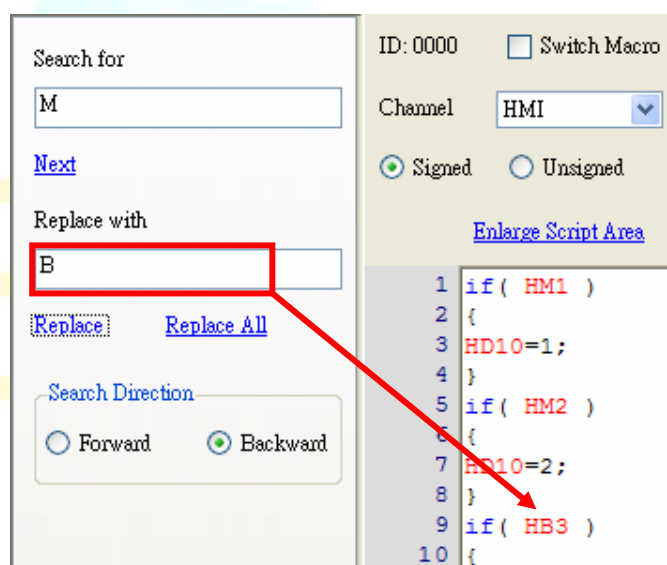 Search for
M
Next
Replace with
B
Replace Replace All
Search Direction
Forward Backward
ID: 0000 Switch Macro
Channel HMI
Signed Unsigned
Enlarge Script Area
1 if( HM1 )
2 {
3 HD10=1;
4 }
5 if( HM2 )
6 {
7 HD10=2;
8 }
9 if( HB3 )
10 {